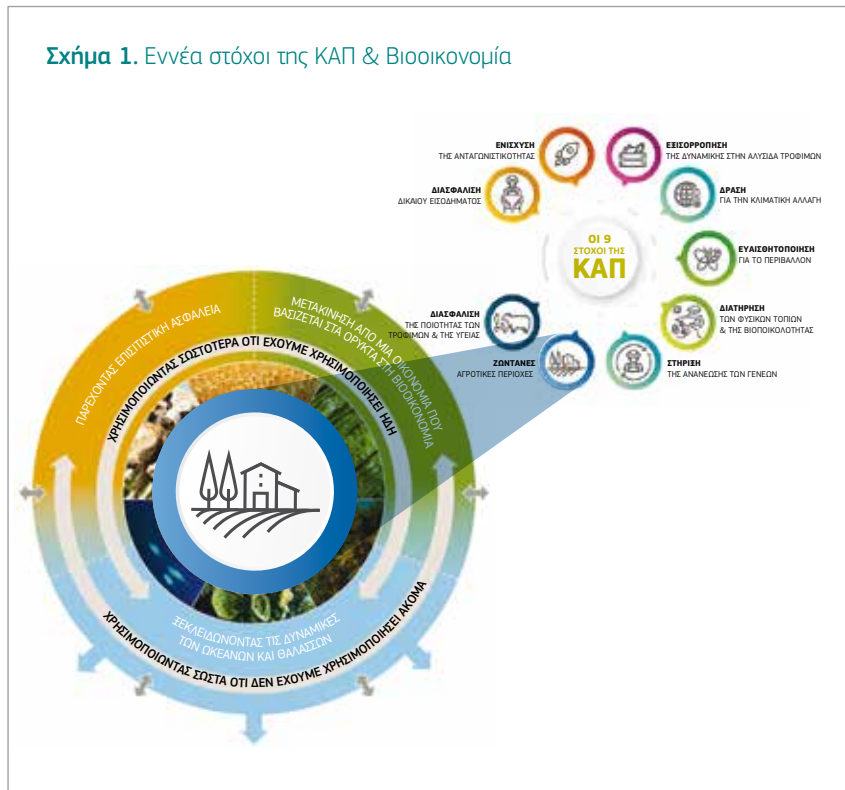 Σχήμα 1. Εννέα στόχοι της ΚΑΠ & Βιοοικονομία
ΕΝΙΣΧΥΣΗ
ΤΗΣ ΑΝΤΑΓΩΝΙΣΤΙΚΟΤΗΤΑΣ
ΕΞΙΣΟΡΡΟΠΗΣΗ
ΤΗΣ ΔΥΝΑΜΙΚΗΣ ΣΤΗΝ ΑΛΥΣΙΔΑ ΤΡΟΦΙΜΩΝ
ΔΙΑΣΦΑΛΙΣΗ
ΔΙΚΑΙΟΥ ΕΙΣΟΔΗΜΑΤΟΣ
ΔΡΑΣΗ
ΓΙΑ ΤΗΝ ΚΛΙΜΑΤΙΚΗ ΑΛΛΑΓΗ
ΟΙ 9
ΣΤΟΧΟΙ ΤΗΣ
ΚΑΠ
ΕΥΑΙΣΘΗΤΟΠΟΙΗΣΗ
ΓΙΑ ΤΟ ΠΕΡΙΒΑΛΛΟΝ
ΔΙΑΣΦΑΛΙΣΗ
ΤΗΣ ΠΟΙΟΤΗΤΑΣ ΤΩΝ
ΤΡΟΦΙΜΩΝ & ΤΗΣ ΥΓΕΙΑΣ
ΔΙΑΤΗΡΗΣΗ
ΤΩΝ ΦΥΣΙΚΩΝ ΤΟΠΙΩΝ
& ΤΗΣ ΒΙΟΠΟΙΚΟΛΟΤΗΤΑΣ
ΖΩΝΤΑΝΕΣ
ΑΓΡΟΤΙΚΕΣ ΠΕΡΙΟΧΕΣ
ΣΤΗΡΙΞΗ
ΤΗΣ ΑΝΑΝΕΩΣΗΣ ΤΩΝ ΓΕΝΕΩΝ
ΠΑΡΕΧΟΝΤΑΣ ΕΠΙΣΙΤΙΣΤΙΚΗ ΑΣΦΑΛΕΙΑ
ΜΕΤΑΚΙΝΗΣΗ ΑΠΟ ΜΙΑ ΟΙΚΟΝΟΜΙΑ ΠΟΥ
ΒΑΣΙΖΕΤΑΙ ΣΤΑ ΟΡΥΚΤΑ ΣΤΗ ΒΙΟΟΙΚΟΝΟΜΙΑ
ΧΡΗΣΙΜΟΠΟΙΩΝΤΑΣ ΣΩΣΤΟΤΕΡΑ ΟΤΙ ΕΧΟΥΜΕ ΧΡΗΣΙΜΟΠΟΙΗΣΕΙ ΗΔΗ
ΞΕΚΛΕΙΔΩΝΟΝΤΑΣ ΤΙΣ ΔΥΝΑΜΙΚΕΣ
ΤΩΝ ΩΚΕΑΝΩΝ ΚΑΙ ΘΑΛΑΣΣΩΝ
ΧΡΗΣΙΜΟΠΟΙΩΝΤΑΣ ΣΩΣΤΑ ΟΤΙ ΔΕΝ ΕΧΟΥΜΕ ΧΡΗΣΙΜΟΠΟΙΗΣΕΙ ΑΚΟΜΑ